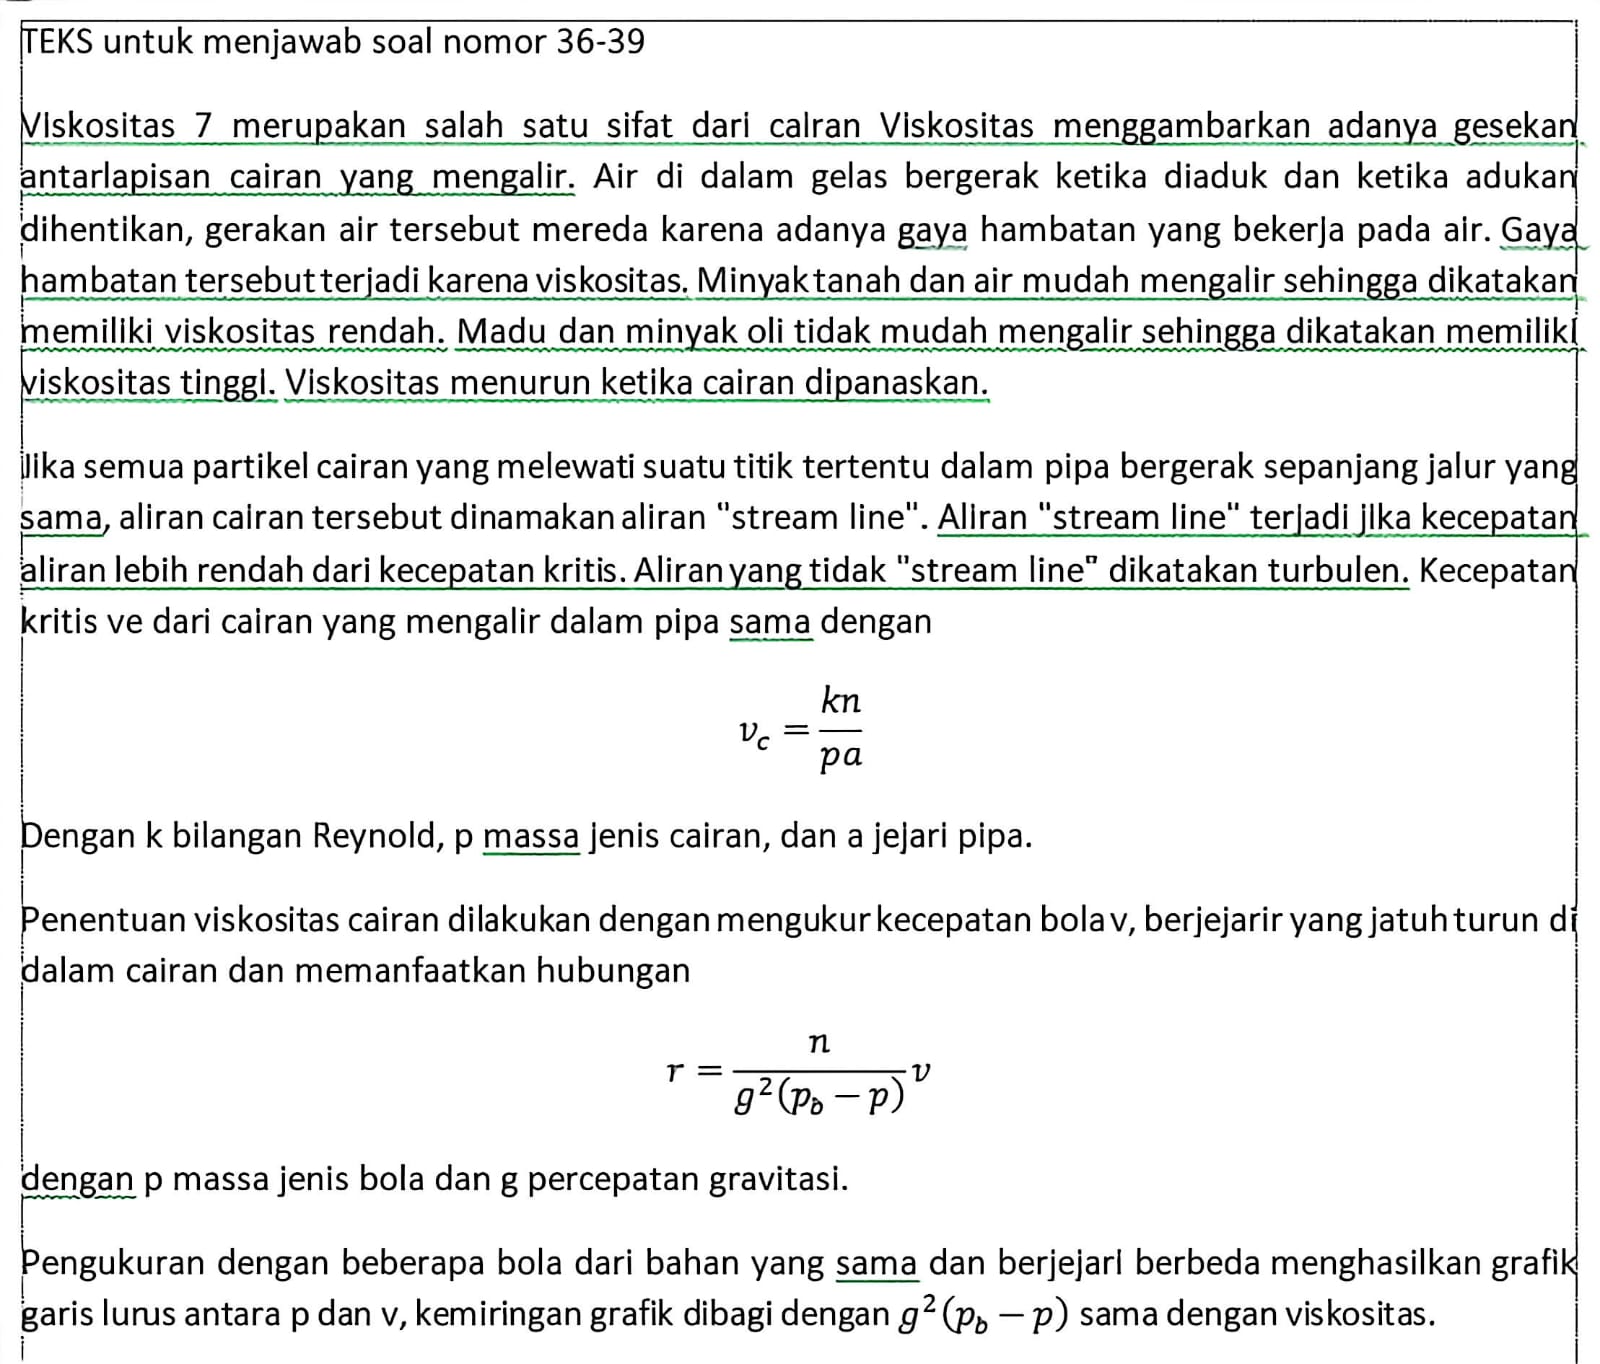 TEKS untuk menjawab soal nomor 36-39
VIskositas 7 merupakan salah satu sifat dari calran Viskositas menggambarkan adanya gesekan
antarlapisan cairan yang mengalir. Air di dalam gelas bergerak ketika diaduk dan ketika adukan
dihentikan, gerakan air tersebut mereda karena adanya gaya hambatan yang bekerJa pada air. Gaya
hambatan tersebut terjadi karena viskositas. Minyak tanah dan air mudah mengalir sehingga dikatakan
memiliki viskositas rendah. Madu dan minyak oli tidak mudah mengalir sehingga dikatakan memilikl
viskositas tinggl. Viskositas menurun ketika cairan dipanaskan.
Jika semua partikel cairan yang melewati suatu titik tertentu dalam pipa bergerak sepanjang jalur yang
sama, aliran cairan tersebut dinamakan aliran "stream line". Aliran "stream line" terJadi jlka kecepatan
aliran lebih rendah dari kecepatan kritis. Aliran yang tidak "stream line" dikatakan turbulen. Kecepatan
kritis ve dari cairan yang mengalir dalam pipa sama dengan
v_c = kn/pa
Dengan k bilangan Reynold, p massa jenis cairan, dan a jejari pipa.
Penentuan viskositas cairan dilakukan dengan mengukur kecepatan bola v, berjejarir yang jatuh turun di
dalam cairan dan memanfaatkan hubungan
r = n/(g²(p_b − p)) v
dengan p massa jenis bola dan g percepatan gravitasi.
Pengukuran dengan beberapa bola dari bahan yang sama dan berjejarl berbeda menghasilkan grafik
garis lurus antara p dan v, kemiringan grafik dibagi dengan g²(p_b − p) sama dengan viskositas.